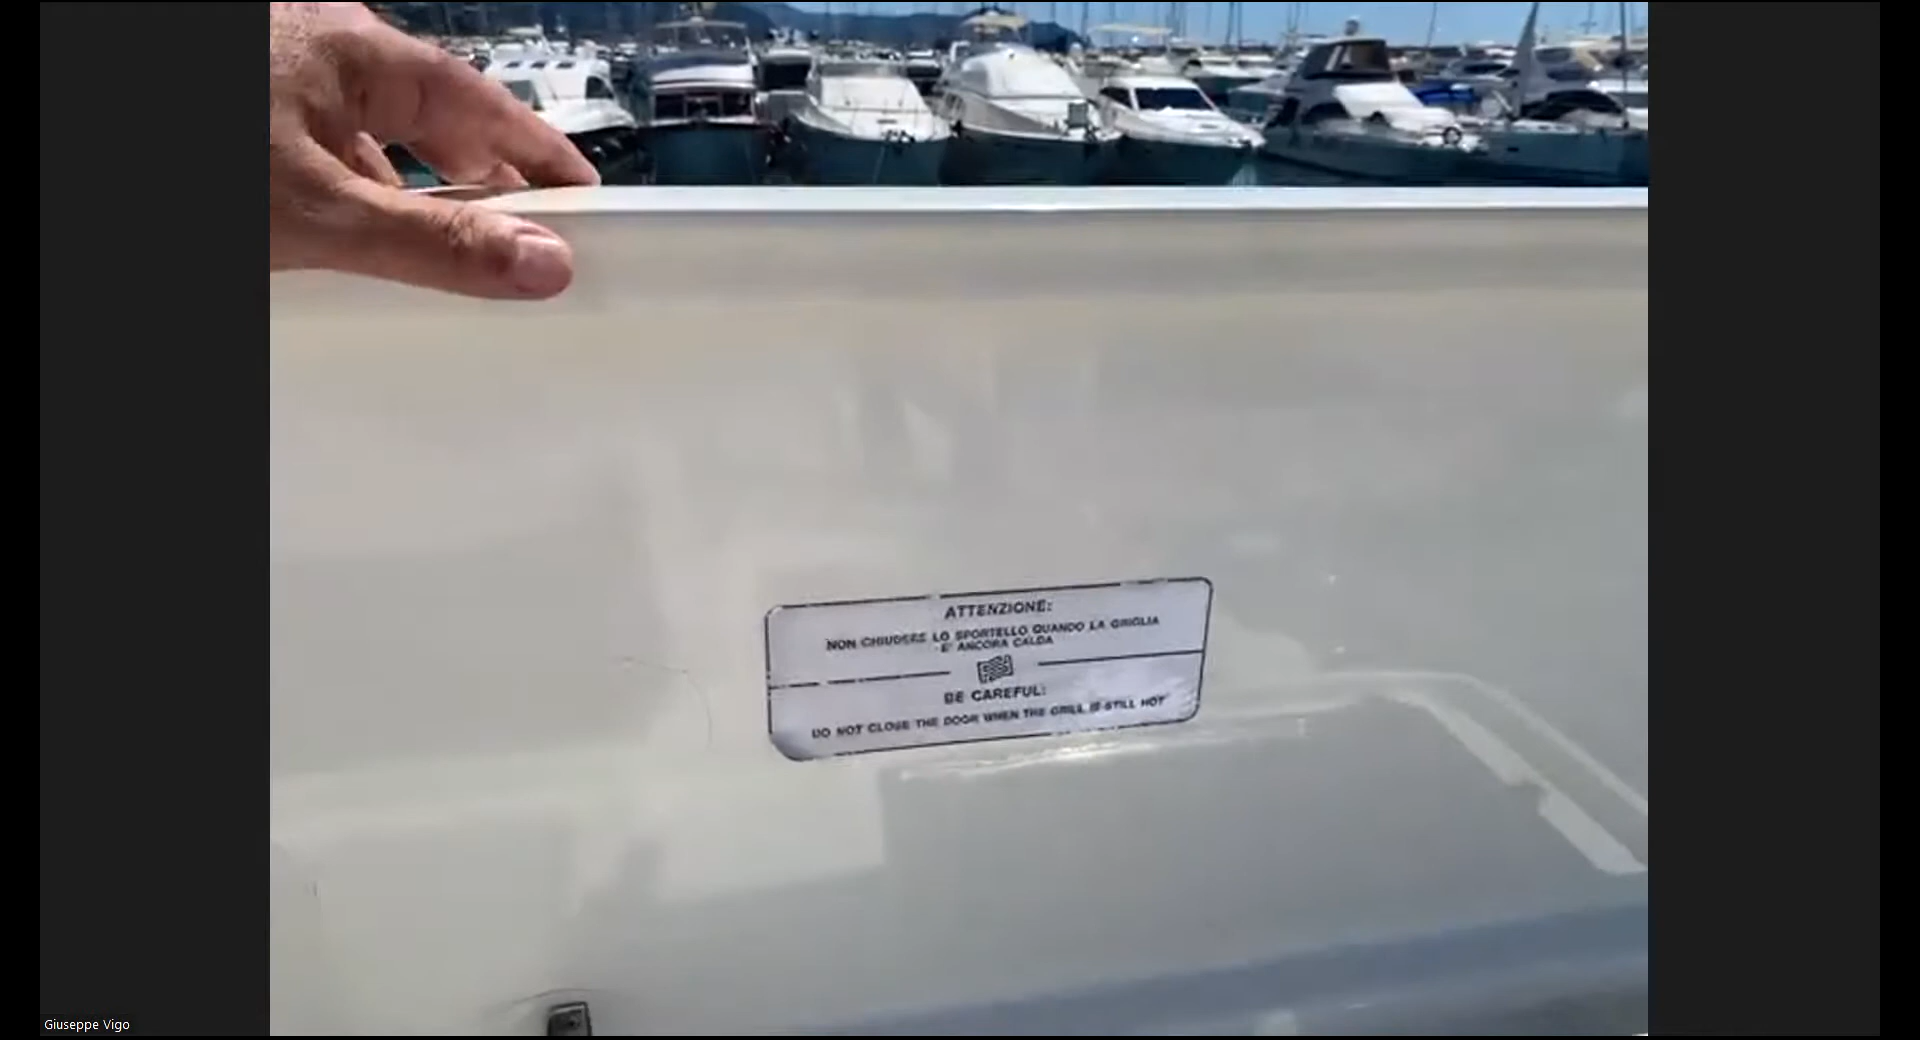 ATTENZIONE:
NON CHIUDERE LO SPORTELLO QUANDO LA GRIGLIA
E' ANCORA CALDA
BE CAREFUL:
DO NOT CLOSE THE DOOR WHEN THE GRILL IS STILL HOT
Giuseppe Vigo